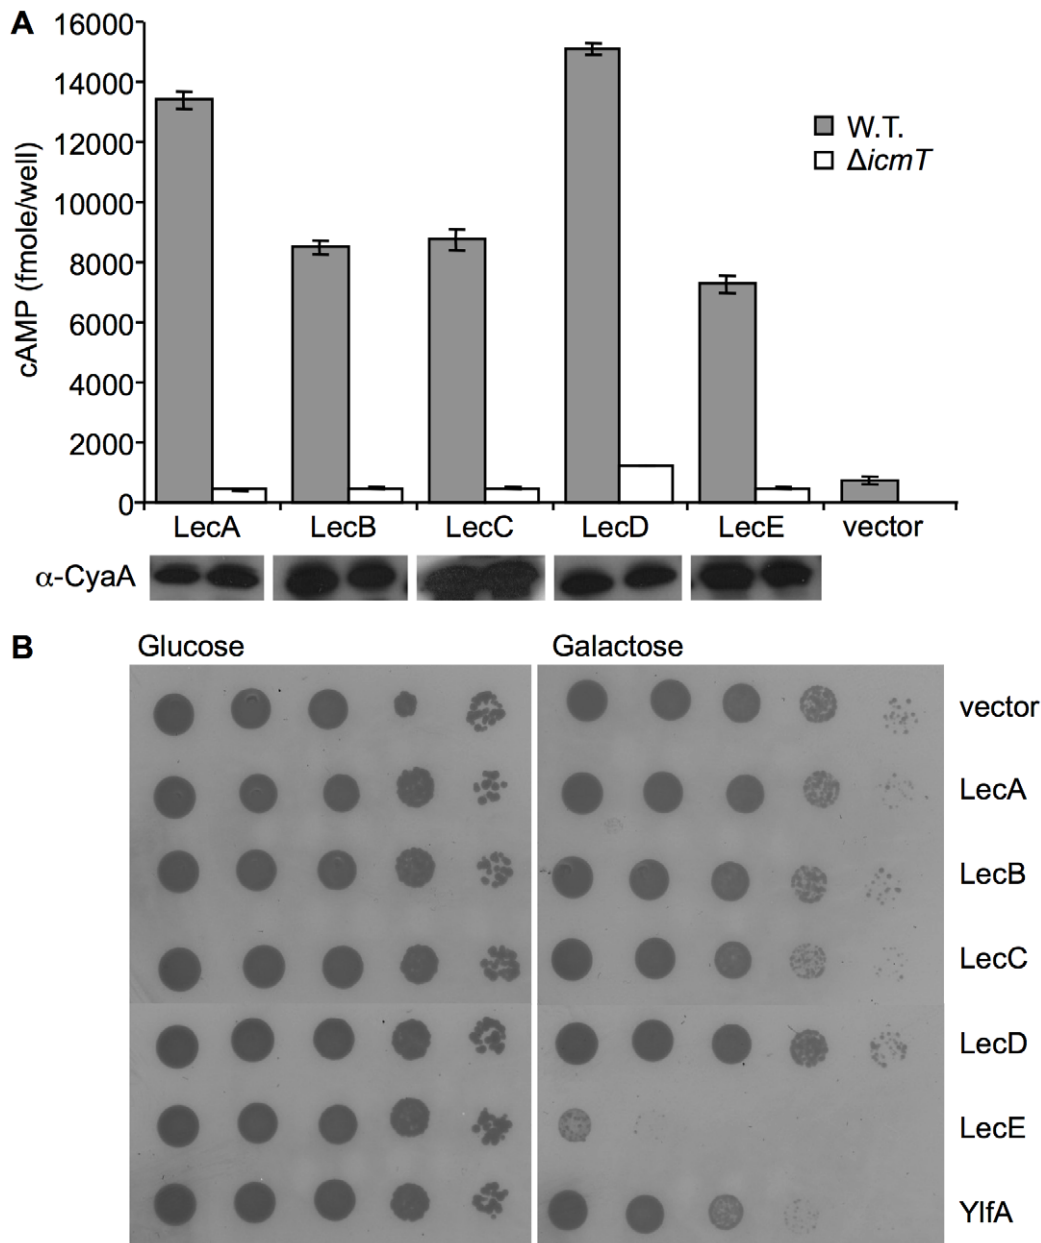 A
16000
14000
12000
10000
8000
6000
4000
2000
0
cAMP (fmole/well)
W.T.
ΔicmT
LecA LecB LecC LecD LecE vector
α-CyaA
B
Glucose Galactose
vector
LecA
LecB
LecC
LecD
LecE
YlfA